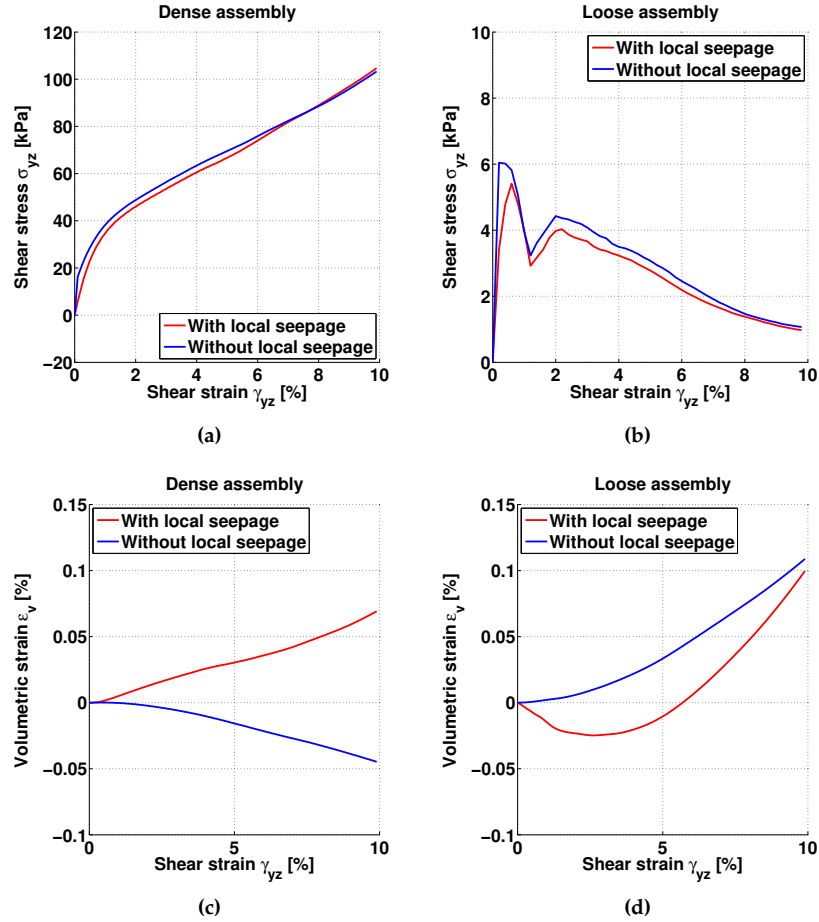 Dense assembly
120
100
80
60
40
20
0
−20
0 2 4 6 8 10
Shear stress σyz [kPa]
Shear strain γyz [%]
With local seepage
Without local seepage
(a)
Loose assembly
10
8
6
4
2
0
0 2 4 6 8 10
Shear stress σyz [kPa]
Shear strain γyz [%]
With local seepage
Without local seepage
(b)
Dense assembly
0.15
0.1
0.05
0
−0.05
−0.1
0 5 10
Volumetric strain εv [%]
Shear strain γyz [%]
With local seepage
Without local seepage
(c)
Loose assembly
0.15
0.1
0.05
0
−0.05
−0.1
0 5 10
Volumetric strain εv [%]
Shear strain γyz [%]
With local seepage
Without local seepage
(d)